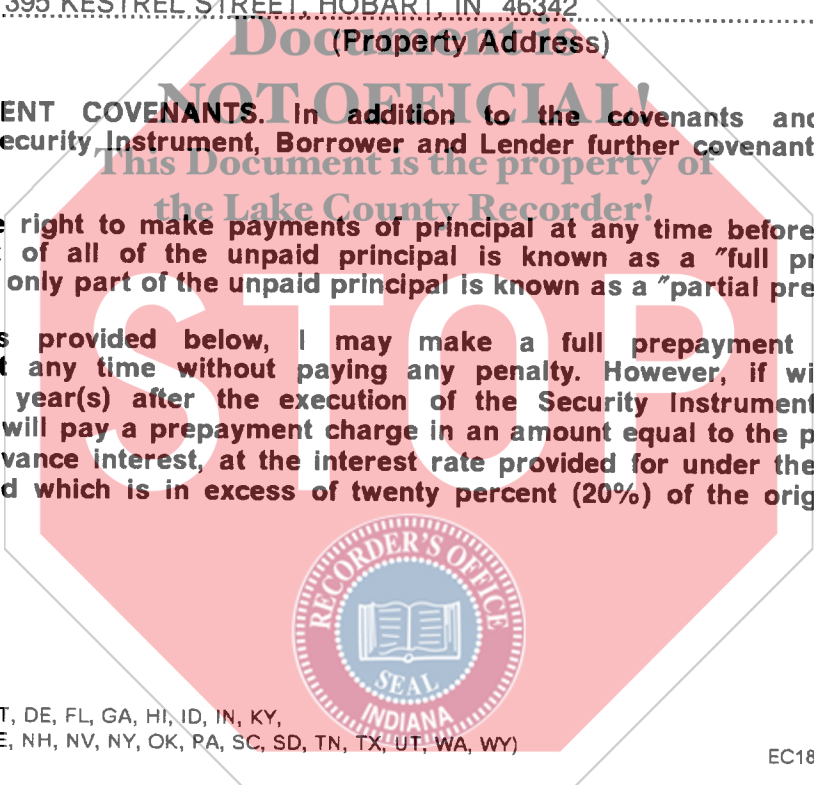 395 KESTREL STREET, HOBART, IN 46342
Document is
(Property Address)
NOT OFFICIAL!
ENT COVENANTS. In addition to the covenants and
ecurity Instrument, Borrower and Lender further covenant
This Document is the property of
the Lake County Recorder!
e right to make payments of principal at any time before
t of all of the unpaid principal is known as a "full pr
only part of the unpaid principal is known as a "partial pre
s provided below, I may make a full prepayment
t any time without paying any penalty. However, if wi
year(s) after the execution of the Security Instrument
will pay a prepayment charge in an amount equal to the p
vance interest, at the interest rate provided for under the
d which is in excess of twenty percent (20%) of the orig
STOP
RECORDER'S OFFICE
SEAL
INDIANA
T, DE, FL, GA, HI, ID, IN, KY,
E, NH, NV, NY, OK, PA, SC, SD, TN, TX, UT, WA, WY)
EC18